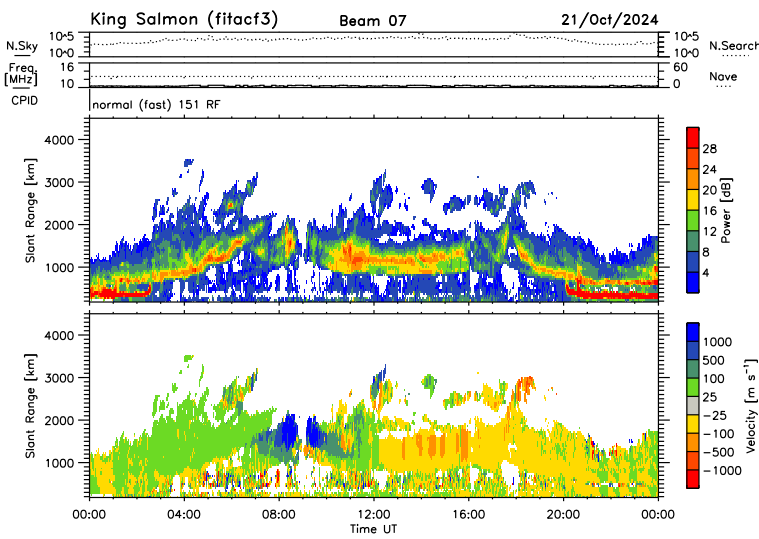 King Salmon (fitacf3) Beam 07 21/Oct/2024
N.Sky 10^5 10^0 10^5 10^0 N.Search
Freq. [MHz] 16 10 60 0 Nave
CPID normal (fast) 151 RF
Slant Range [km] 4000 3000 2000 1000
28 24 20 16 12 8 4 Power [dB]
Slant Range [km] 4000 3000 2000 1000
1000 500 100 25 −25 −100 −500 −1000 Velocity [m s⁻¹]
00:00 04:00 08:00 12:00 16:00 20:00 00:00
Time UT